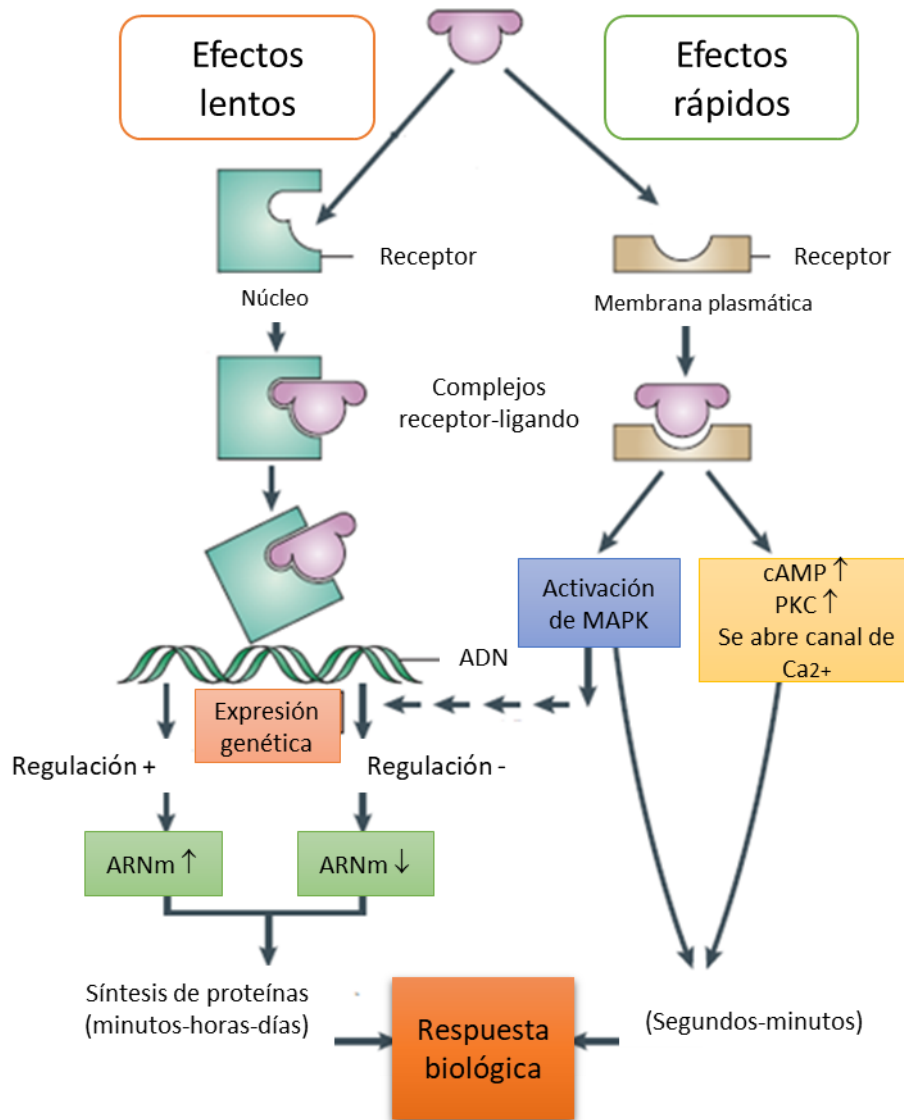 Efectos
lentos
Efectos
rápidos
Receptor
Núcleo
Receptor
Membrana plasmática
Complejos
receptor-ligando
Activación
de MAPK
cAMP ↑
PKC ↑
Se abre canal de
Ca2+
ADN
Expresión
genética
Regulación +
Regulación -
ARNm ↑
ARNm ↓
Síntesis de proteínas
(minutos-horas-días)
Respuesta
biológica
(Segundos-minutos)